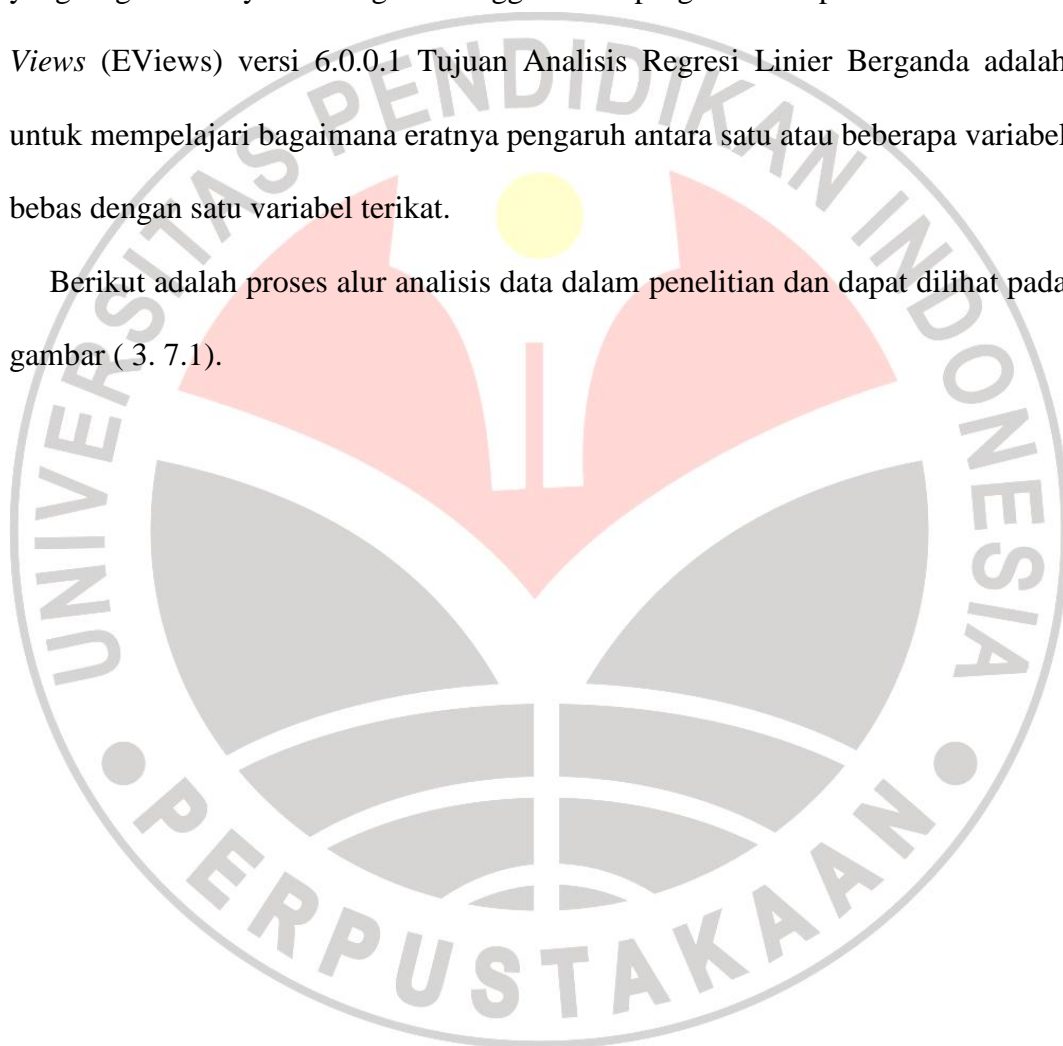 Views (EViews) versi 6.0.0.1 Tujuan Analisis Regresi Linier Berganda adalah
untuk mempelajari bagaimana eratnya pengaruh antara satu atau beberapa variabel
bebas dengan satu variabel terikat.
Berikut adalah proses alur analisis data dalam penelitian dan dapat dilihat pada
gambar ( 3. 7.1).
UNIVERSITAS PENDIDIKAN INDONESIA
PERPUSTAKAAN